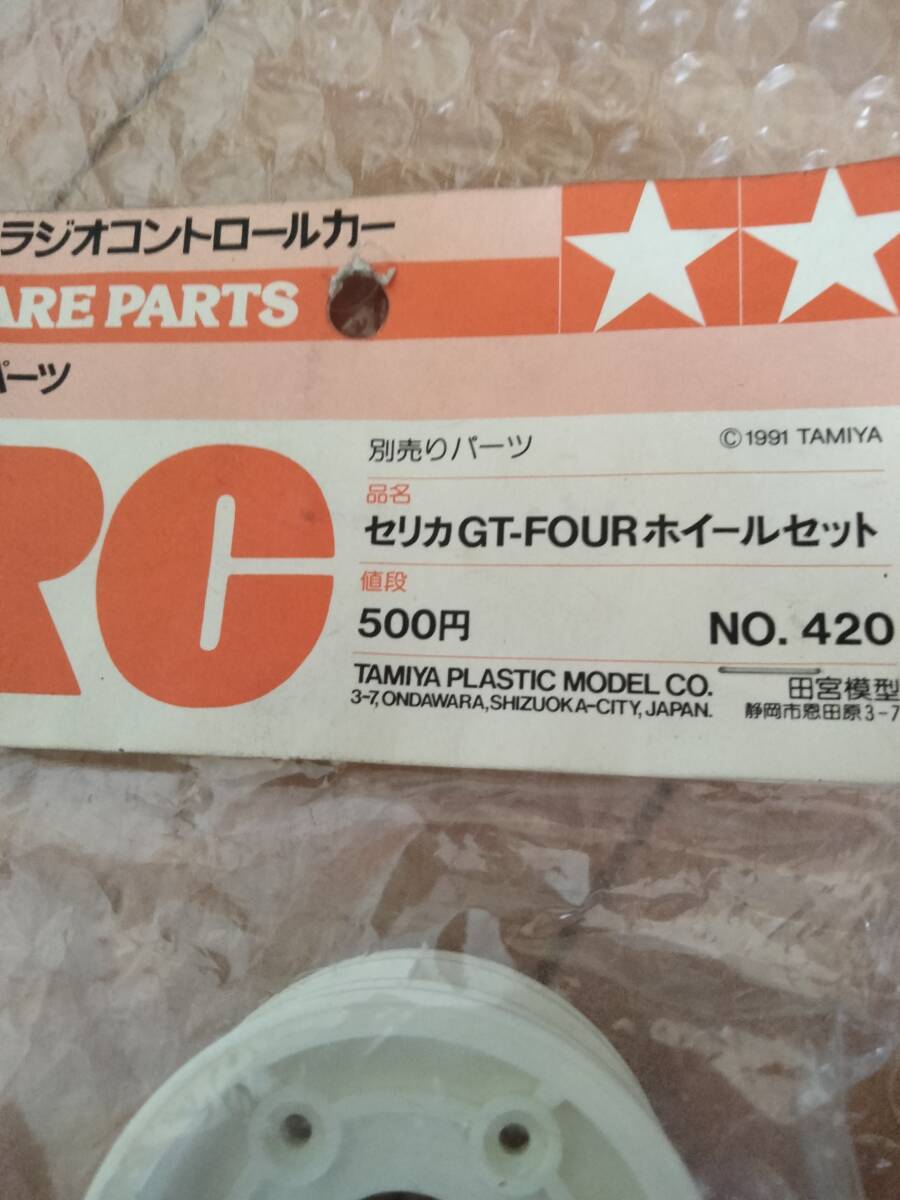 ラジオコントロールカー
ARE PARTS
パーツ
RC
別売りパーツ
©1991 TAMIYA
品名
セリカGT-FOURホイールセット
値段
500円
NO. 420
TAMIYA PLASTIC MODEL CO.
3-7, ONDAWARA, SHIZUOKA-CITY, JAPAN.
田宮模型
静岡市恩田原3-7